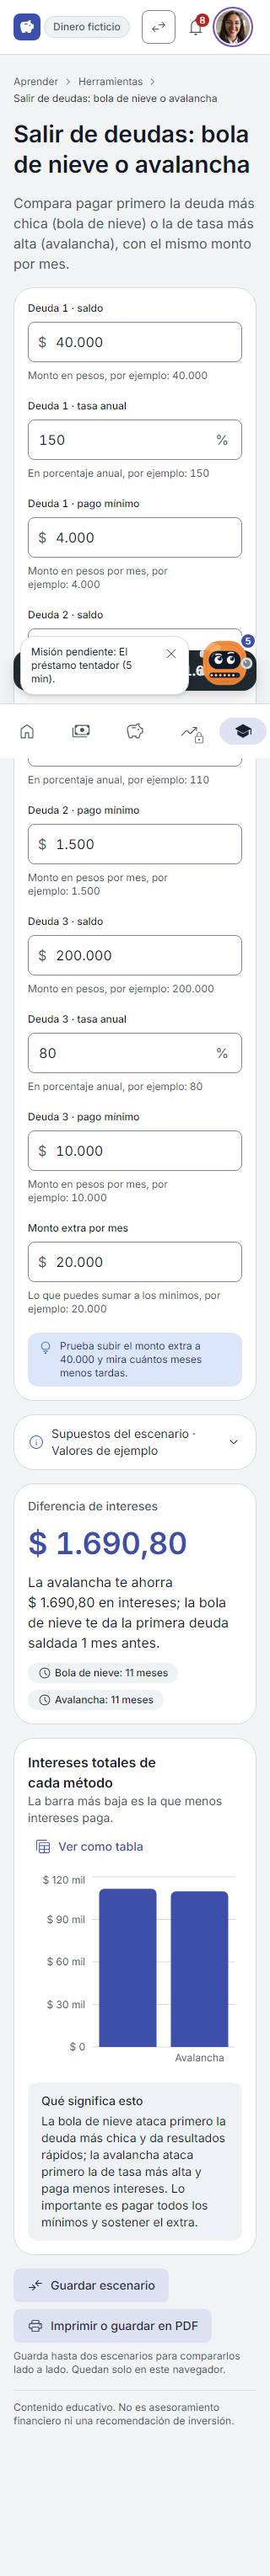 Dinero ficticio
8
Aprender > Herramientas >
Salir de deudas: bola de nieve o avalancha
Salir de deudas: bola
de nieve o avalancha
Compara pagar primero la deuda más
chica (bola de nieve) o la de tasa más
alta (avalancha), con el mismo monto
por mes.
Deuda 1 · saldo
$ 40.000
Monto en pesos, por ejemplo: 40.000
Deuda 1 · tasa anual
150 %
En porcentaje anual, por ejemplo: 150
Deuda 1 · pago mínimo
$ 4.000
Monto en pesos por mes, por
ejemplo: 4.000
Deuda 2 · saldo
5
Misión pendiente: El
préstamo tentador (5
min).
En porcentaje anual, por ejemplo: 110
Deuda 2 · pago mínimo
$ 1.500
Monto en pesos por mes, por
ejemplo: 1.500
Deuda 3 · saldo
$ 200.000
Monto en pesos, por ejemplo: 200.000
Deuda 3 · tasa anual
80 %
En porcentaje anual, por ejemplo: 80
Deuda 3 · pago mínimo
$ 10.000
Monto en pesos por mes, por
ejemplo: 10.000
Monto extra por mes
$ 20.000
Lo que puedes sumar a los mínimos, por
ejemplo: 20.000
Prueba subir el monto extra a
40.000 y mira cuántos meses
menos tardas.
Supuestos del escenario ·
Valores de ejemplo
Diferencia de intereses
$ 1.690,80
La avalancha te ahorra
$ 1.690,80 en intereses; la bola
de nieve te da la primera deuda
saldada 1 mes antes.
Bola de nieve: 11 meses
Avalancha: 11 meses
Intereses totales de
cada método
La barra más baja es la que menos
intereses paga.
Ver como tabla
$ 120 mil
$ 90 mil
$ 60 mil
$ 30 mil
$ 0
Avalancha
Qué significa esto
La bola de nieve ataca primero la
deuda más chica y da resultados
rápidos; la avalancha ataca
primero la de tasa más alta y
paga menos intereses. Lo
importante es pagar todos los
mínimos y sostener el extra.
Guardar escenario
Imprimir o guardar en PDF
Guarda hasta dos escenarios para compararlos
lado a lado. Quedan solo en este navegador.
Contenido educativo. No es asesoramiento
financiero ni una recomendación de inversión.